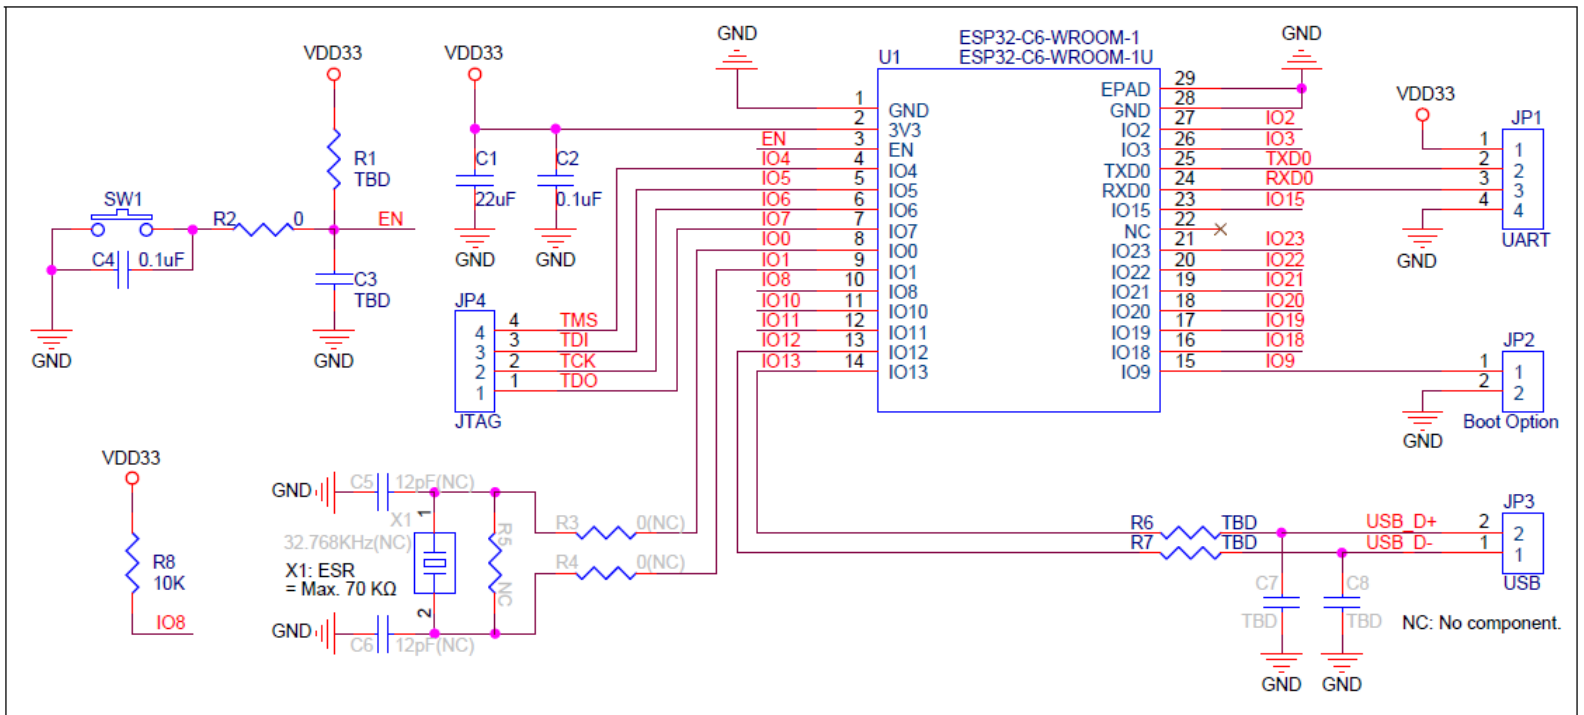 GND
ESP32-C6-WROOM-1
ESP32-C6-WROOM-1U
GND
VDD33
VDD33
U1
VDD33
JP1
1
GND
2
3V3
EN
3
EN
IO4
4
IO4
IO5
5
IO5
IO6
6
IO6
IO7
7
IO7
IO0
8
IO0
IO1
9
IO1
IO8
10
IO8
IO10
11
IO10
IO11
12
IO11
IO12
13
IO12
IO13
14
IO13
EPAD
29
GND
28
IO2
27
IO2
IO3
26
IO3
TXD0
25
TXD0
RXD0
24
RXD0
IO15
23
IO15
NC
22
IO23
21
IO23
IO22
20
IO22
IO21
19
IO21
IO20
18
IO20
IO19
17
IO19
IO18
16
IO18
IO9
15
IO9
1
1
2
2
3
3
4
4
UART
GND
R1
TBD
SW1
R2
0
EN
C4
0.1uF
C3
TBD
GND
GND
C1
22uF
GND
C2
0.1uF
GND
JP4
4
4
TMS
3
3
TDI
2
2
TCK
1
1
TDO
JTAG
JP2
1
1
2
2
Boot Option
GND
VDD33
R8
10K
IO8
GND
C5
12pF(NC)
X1
1
32.768KHz(NC)
X1: ESR
= Max. 70 KΩ
2
R5
NC
R3
0(NC)
R4
0(NC)
GND
C6
12pF(NC)
R6
TBD
USB_D+
R7
TBD
USB_D-
JP3
2
2
1
1
USB
C7
TBD
GND
C8
TBD
GND
NC: No component.